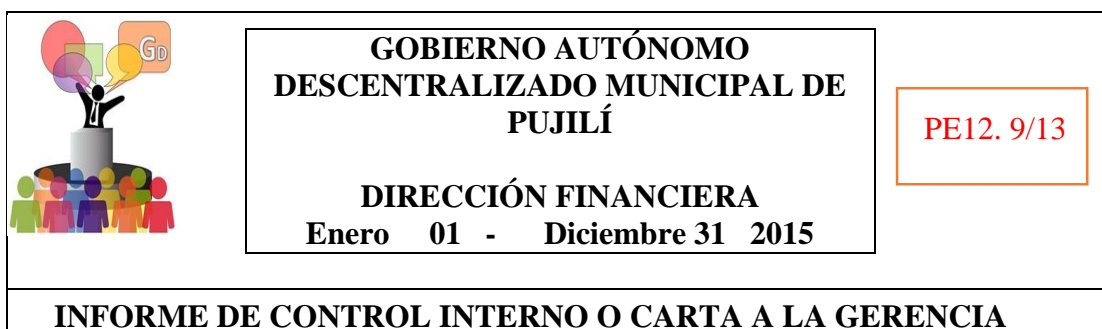 GD
GOBIERNO AUTÓNOMO
DESCENTRALIZADO MUNICIPAL DE
PUJILÍ
PE12. 9/13
DIRECCIÓN FINANCIERA
Enero 01 - Diciembre 31 2015
INFORME DE CONTROL INTERNO O CARTA A LA GERENCIA